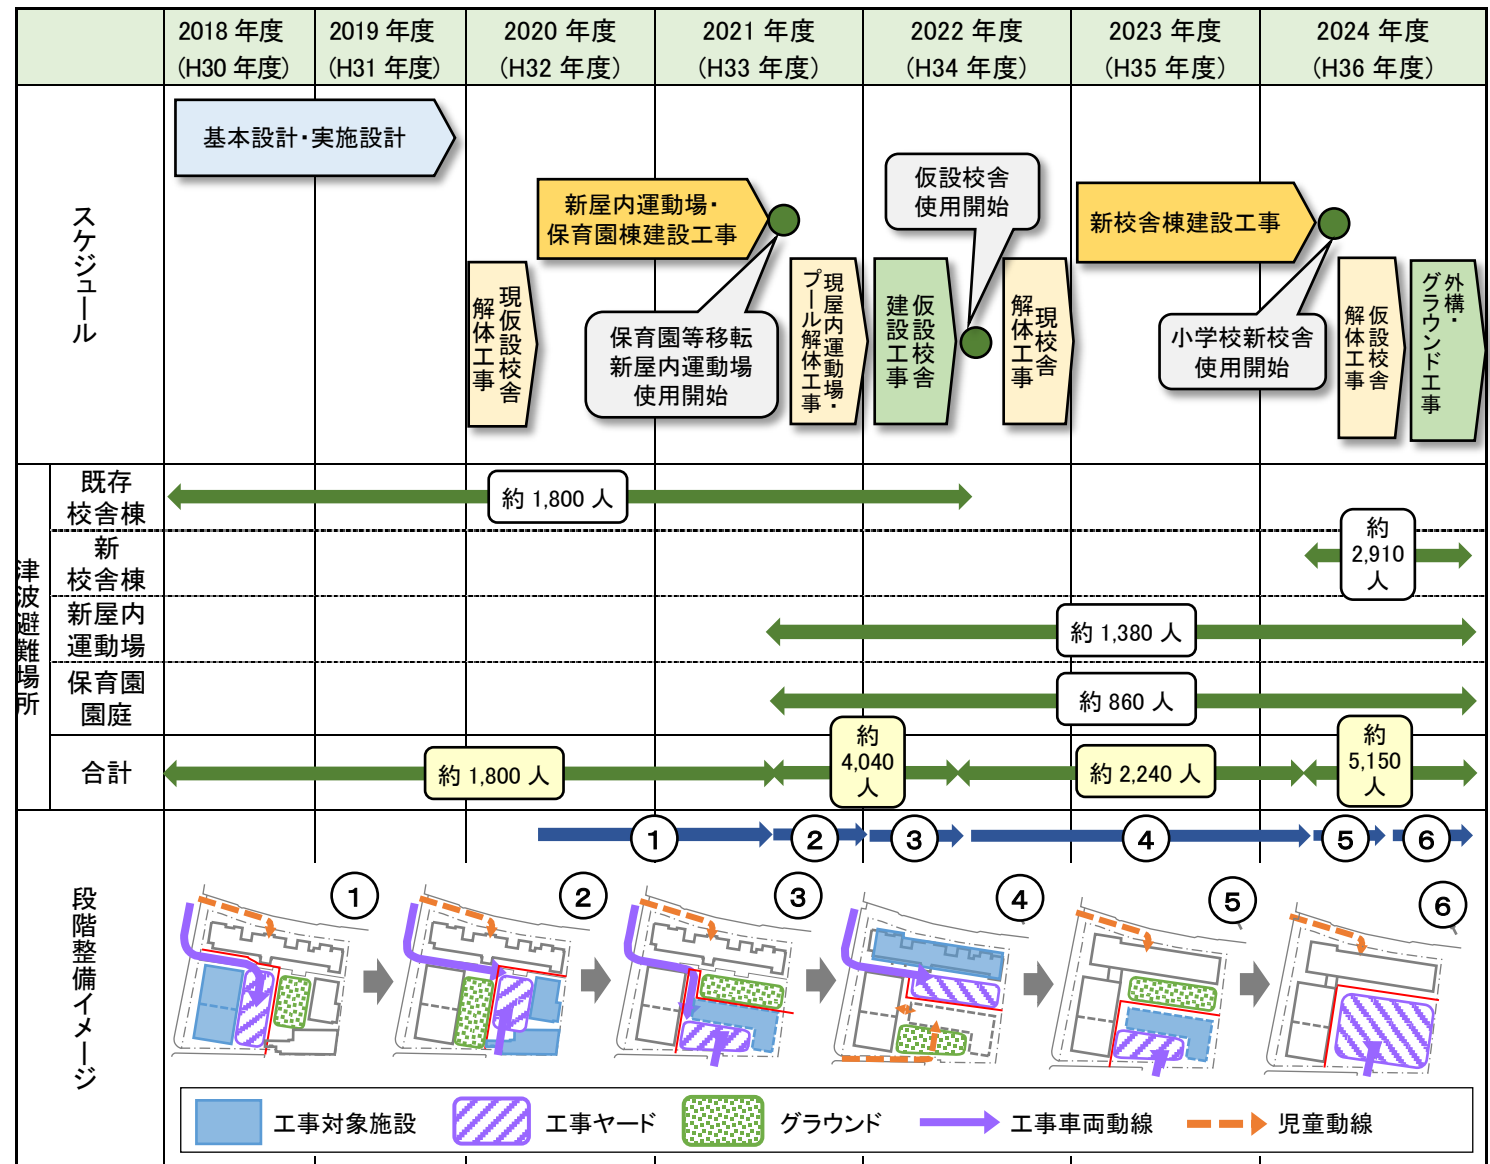 2018 年度
(H30 年度)
2019 年度
(H31 年度)
2020 年度
(H32 年度)
2021 年度
(H33 年度)
2022 年度
(H34 年度)
2023 年度
(H35 年度)
2024 年度
(H36 年度)
スケジュール
基本設計・実施設計
新屋内運動場・
保育園棟建設工事
仮設校舎
使用開始
新校舎棟建設工事
現仮設校舎
解体工事
保育園等移転
新屋内運動場
使用開始
現屋内運動場・
プール解体工事
仮設校舎
建設工事
現校舎
解体工事
小学校新校舎
使用開始
仮設校舎
解体工事
外構・
グラウンド工事
津波避難場所
既存
校舎棟
約 1,800 人
新
校舎棟
約
2,910
人
新屋内
運動場
約 1,380 人
保育園
園庭
約 860 人
合計
約 1,800 人
約
4,040
人
約 2,240 人
約
5,150
人
段階整備イメージ
①
②
③
④
⑤
⑥
①
②
③
④
⑤
⑥
工事対象施設
工事ヤード
グラウンド
工事車両動線
児童動線